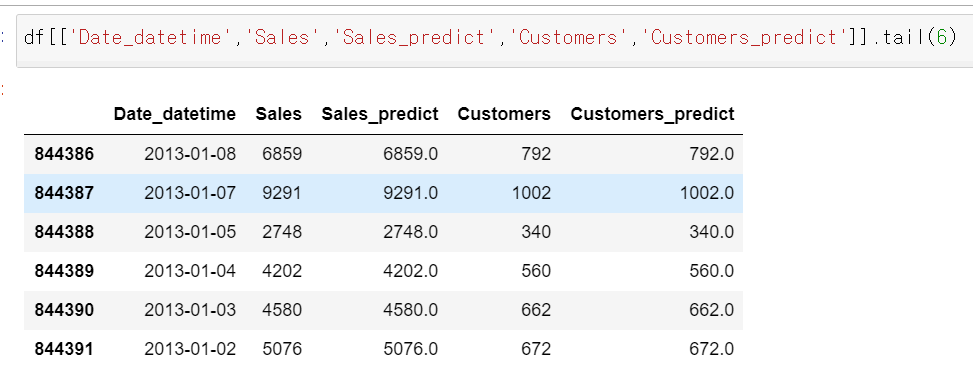 df[['Date_datetime','Sales','Sales_predict','Customers','Customers_predict']].tail(6)
Date_datetime Sales Sales_predict Customers Customers_predict
844386 2013-01-08 6859 6859.0 792 792.0
844387 2013-01-07 9291 9291.0 1002 1002.0
844388 2013-01-05 2748 2748.0 340 340.0
844389 2013-01-04 4202 4202.0 560 560.0
844390 2013-01-03 4580 4580.0 662 662.0
844391 2013-01-02 5076 5076.0 672 672.0